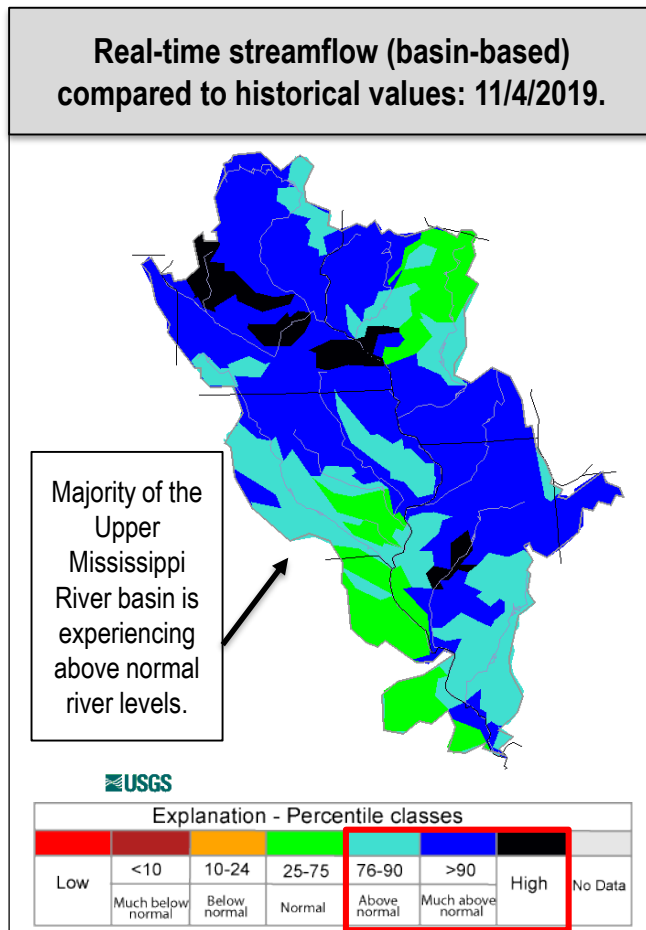 Real-time streamflow (basin-based)
compared to historical values: 11/4/2019.
Majority of the
Upper
Mississippi
River basin is
experiencing
above normal
river levels.
USGS
Explanation - Percentile classes
Low
<10
10-24
25-75
76-90
>90
High
No Data
Much below
normal
Below
normal
Normal
Above
normal
Much above
normal